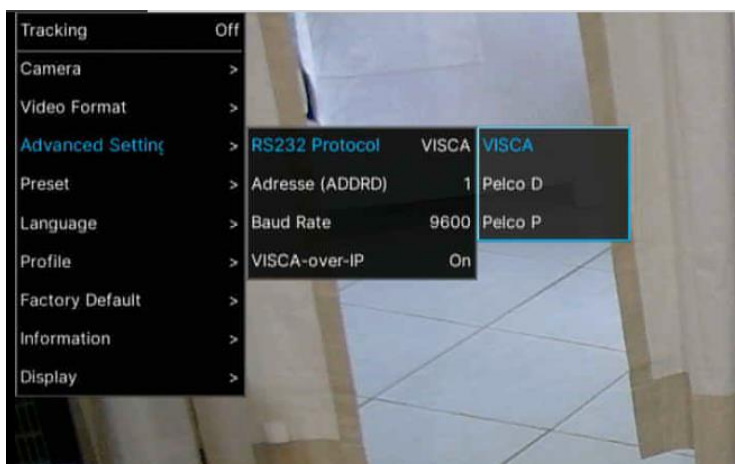 Tracking Off
Camera >
Video Format >
Advanced Setting >
Preset >
Language >
Profile >
Factory Default >
Information >
Display >
RS232 Protocol VISCA
Adresse (ADDRD) 1
Baud Rate 9600
VISCA-over-IP On
VISCA
Pelco D
Pelco P